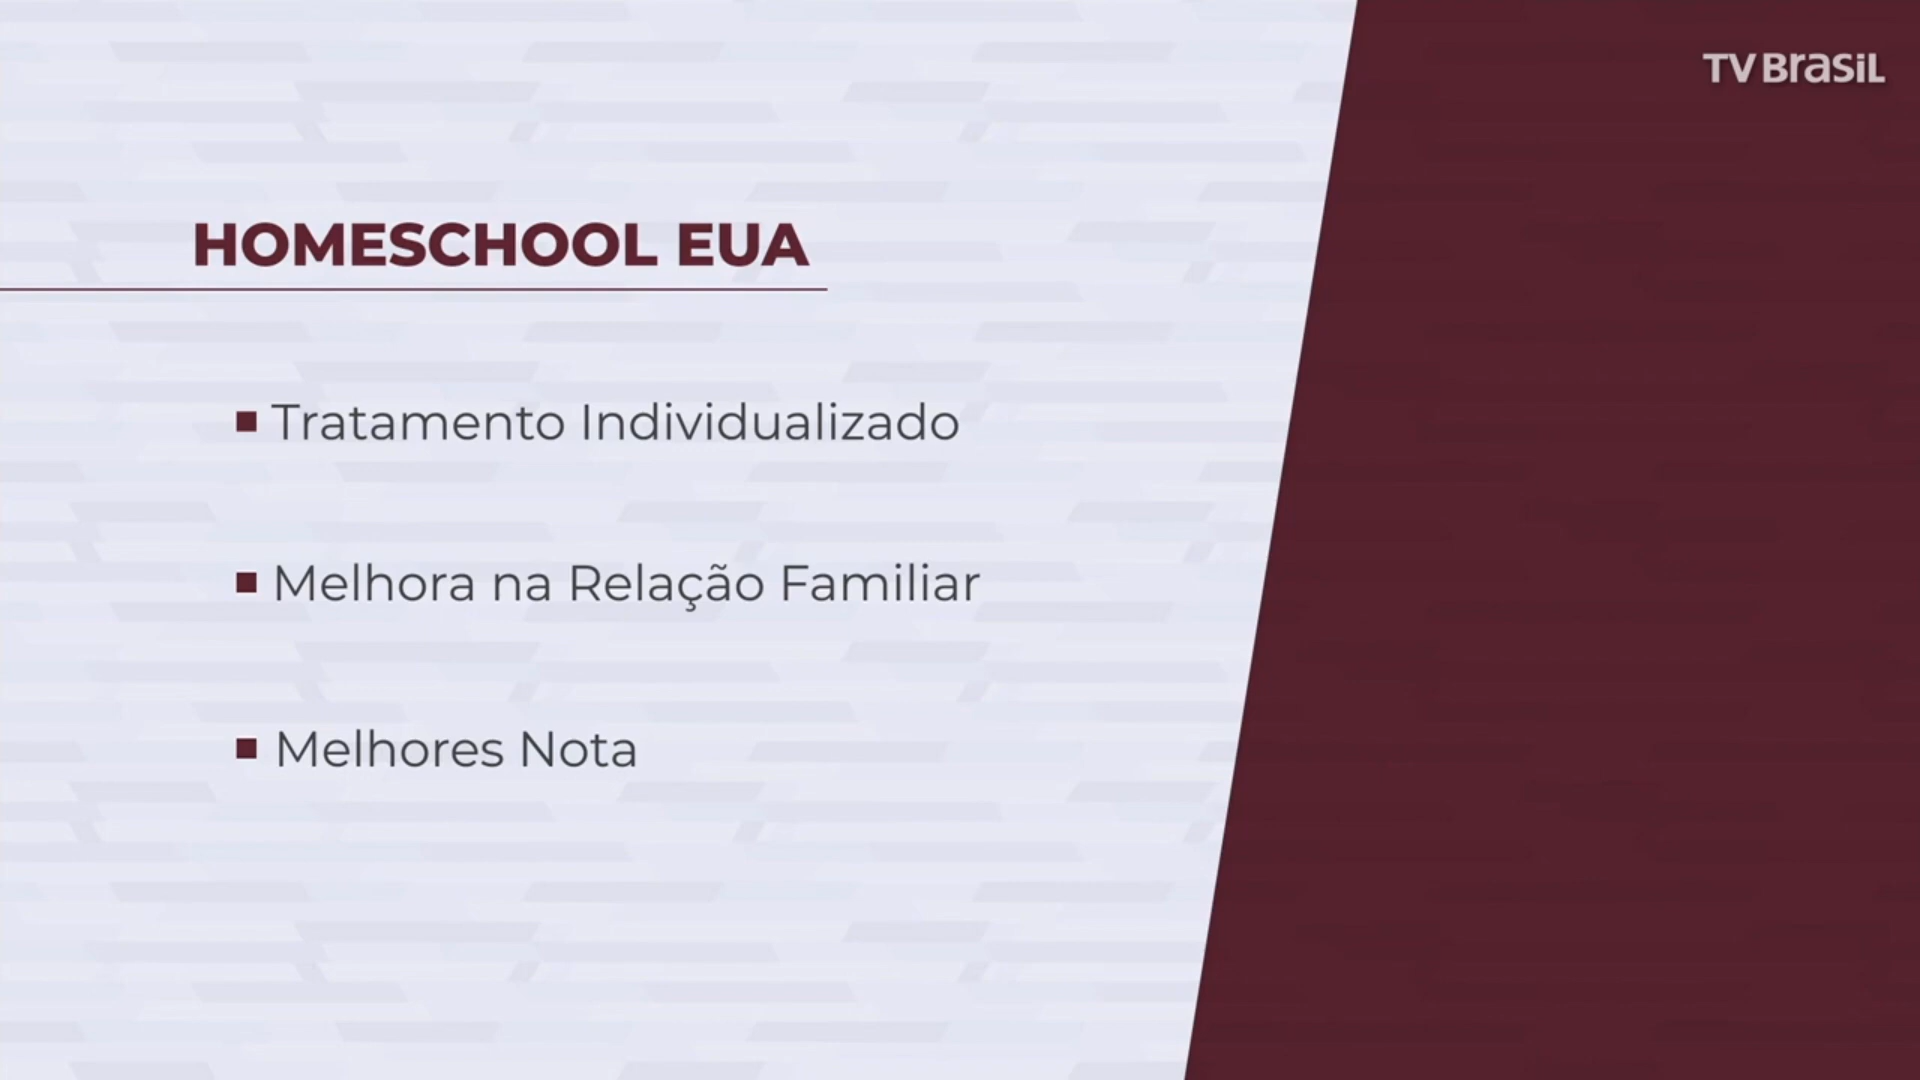 TV BrasiL
HOMESCHOOL EUA
Tratamento Individualizado
Melhora na Relação Familiar
Melhores Nota